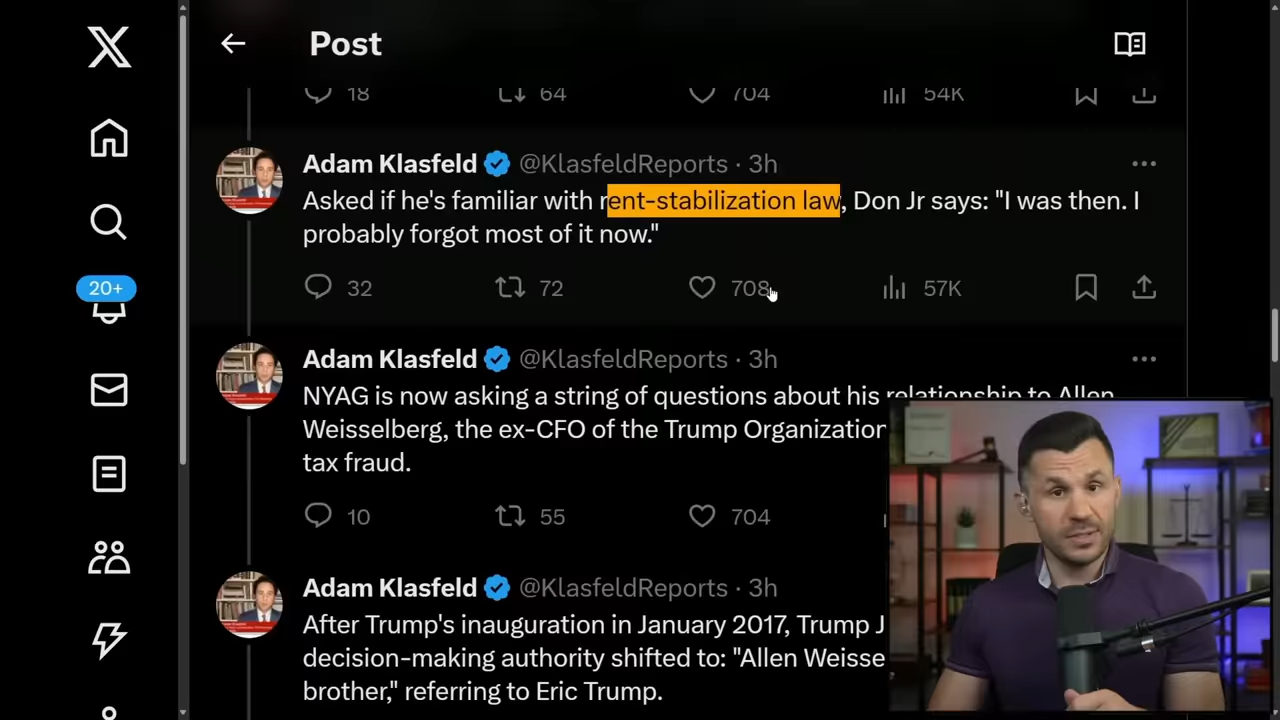 Post
18 64 704 54K
Adam Klasfeld @KlasfeldReports · 3h
Asked if he's familiar with rent-stabilization law, Don Jr says: "I was then. I
probably forgot most of it now."
32 72 708 57K
20+
Adam Klasfeld @KlasfeldReports · 3h
NYAG is now asking a string of questions about his relationship to Allen
Weisselberg, the ex-CFO of the Trump Organization
tax fraud.
10 55 704
Adam Klasfeld @KlasfeldReports · 3h
After Trump's inauguration in January 2017, Trump J
decision-making authority shifted to: "Allen Weisse
brother," referring to Eric Trump.